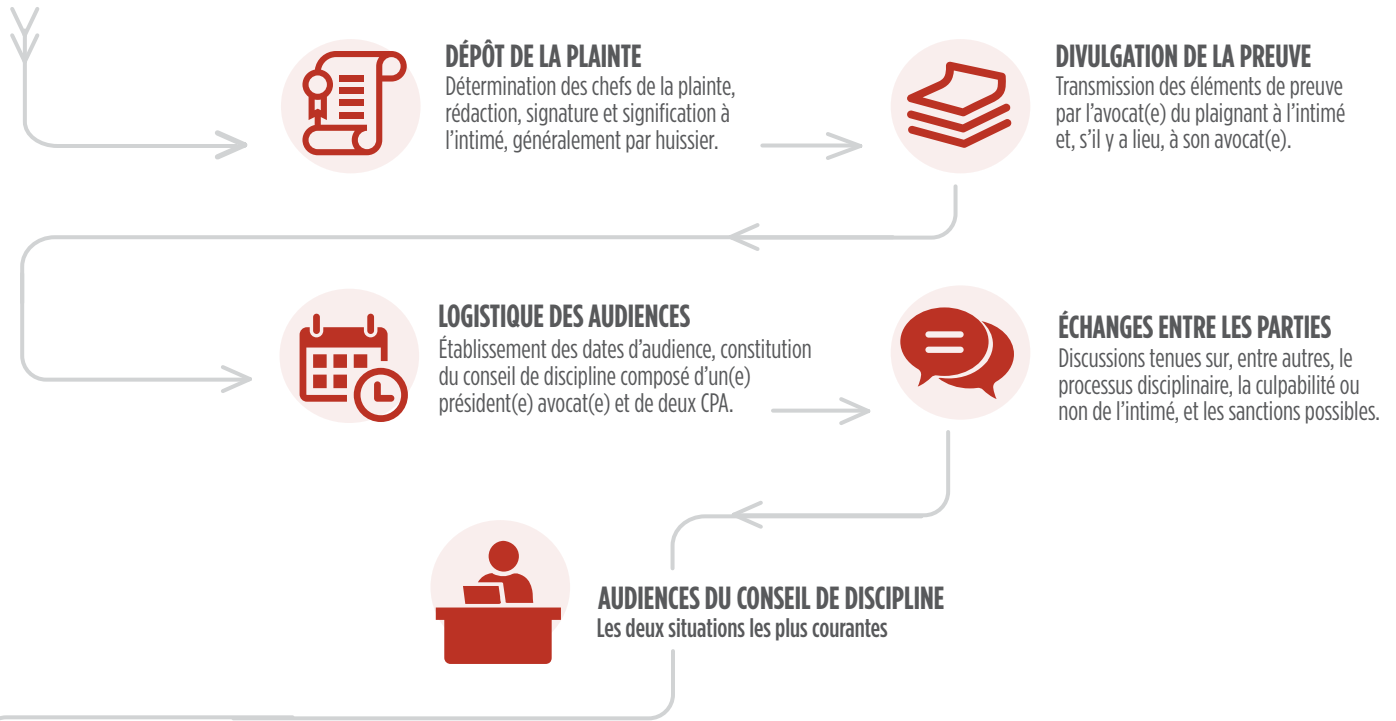 DÉPÔT DE LA PLAINTE
Détermination des chefs de la plainte,
rédaction, signature et signification à
l’intimé, généralement par huissier.
DIVULGATION DE LA PREUVE
Transmission des éléments de preuve
par l’avocat(e) du plaignant à l’intimé
et, s’il y a lieu, à son avocat(e).
LOGISTIQUE DES AUDIENCES
Établissement des dates d’audience, constitution
du conseil de discipline composé d’un(e)
président(e) avocat(e) et de deux CPA.
ÉCHANGES ENTRE LES PARTIES
Discussions tenues sur, entre autres, le
processus disciplinaire, la culpabilité ou
non de l’intimé, et les sanctions possibles.
AUDIENCES DU CONSEIL DE DISCIPLINE
Les deux situations les plus courantes